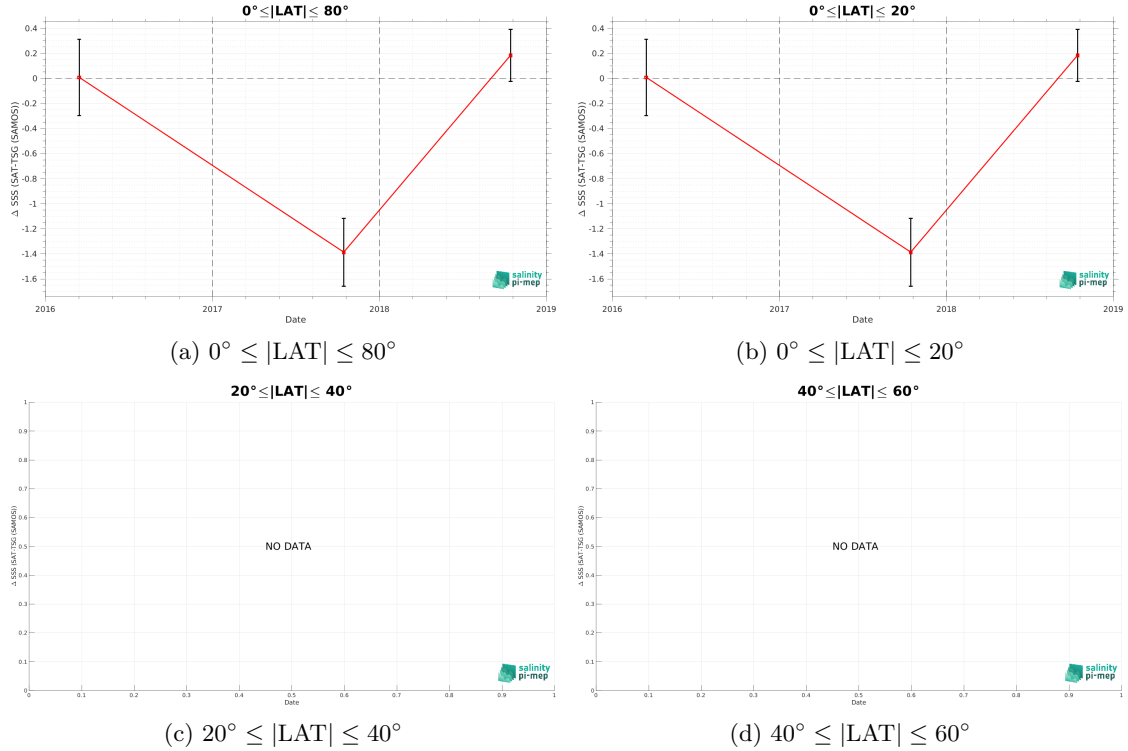 0°≤|LAT|≤ 80°
0.4
0.2
0
-0.2
-0.4
-0.6
-0.8
-1
-1.2
-1.4
-1.6
Δ SSS (SAT-TSG (SAMOS))
2016
2017
2018
2019
Date
salinity
pi-mep
(a) 0° ≤ |LAT| ≤ 80°
0°≤|LAT|≤ 20°
0.4
0.2
0
-0.2
-0.4
-0.6
-0.8
-1
-1.2
-1.4
-1.6
Δ SSS (SAT-TSG (SAMOS))
2016
2017
2018
2019
Date
salinity
pi-mep
(b) 0° ≤ |LAT| ≤ 20°
20°≤|LAT|≤ 40°
1
0.9
0.8
0.7
0.6
0.5
0.4
0.3
0.2
0.1
0
Δ SSS (SAT-TSG (SAMOS))
NO DATA
0
0.1
0.2
0.3
0.4
0.5
0.6
0.7
0.8
0.9
1
Date
salinity
pi-mep
(c) 20° ≤ |LAT| ≤ 40°
40°≤|LAT|≤ 60°
1
0.9
0.8
0.7
0.6
0.5
0.4
0.3
0.2
0.1
0
Δ SSS (SAT-TSG (SAMOS))
NO DATA
0
0.1
0.2
0.3
0.4
0.5
0.6
0.7
0.8
0.9
1
Date
salinity
pi-mep
(d) 40° ≤ |LAT| ≤ 60°